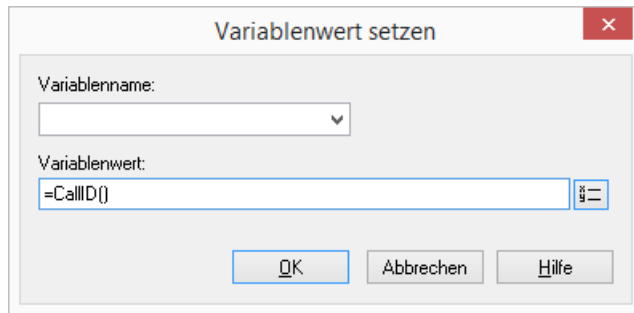 Variablenwert setzen
Variablenname:
Variablenwert:
=CallID()
OK Abbrechen Hilfe